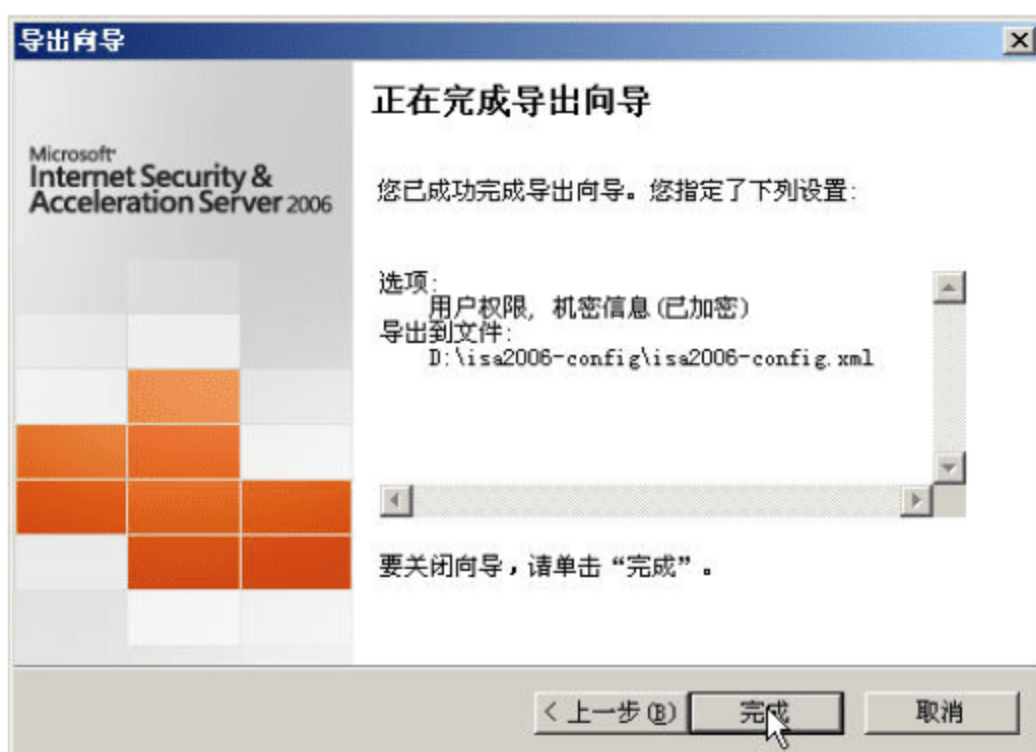 导出向导
Microsoft
Internet Security &
Acceleration Server 2006
正在完成导出向导
您已成功完成导出向导。您指定了下列设置:
选项:
用户权限, 机密信息(已加密)
导出到文件:
D:\isa2006-config\isa2006-config.xml
要关闭向导,请单击“完成”。
< 上一步(B)
完成
取消